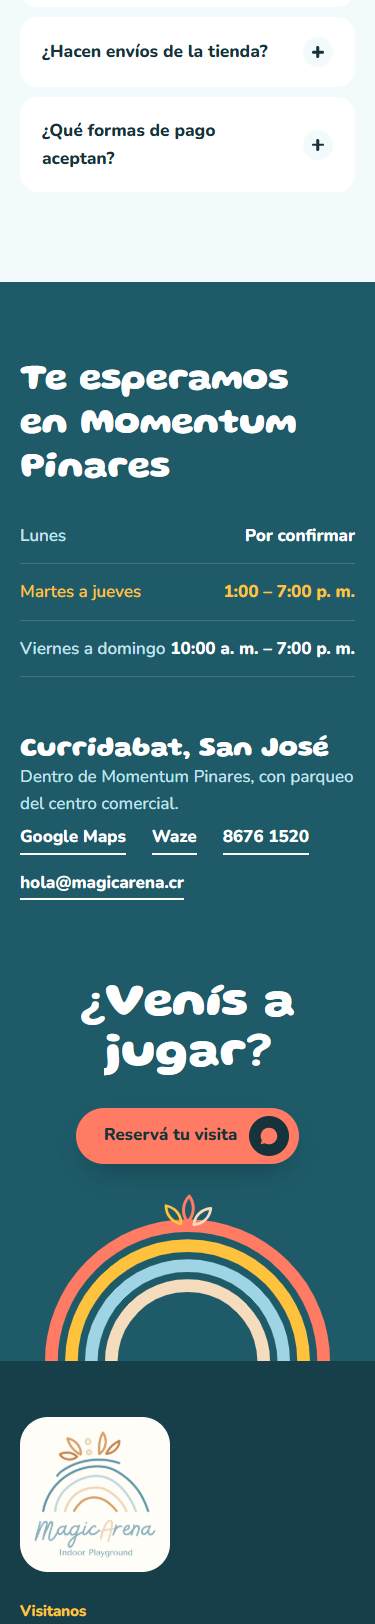 ¿Hacen envíos de la tienda?
¿Qué formas de pago
aceptan?
Te esperamos
en Momentum
Pinares
Lunes Por confirmar
Martes a jueves 1:00 – 7:00 p. m.
Viernes a domingo 10:00 a. m. – 7:00 p. m.
Curridabat, San José
Dentro de Momentum Pinares, con parqueo
del centro comercial.
Google Maps Waze 8676 1520
hola@magicarena.cr
¿Venís a
jugar?
Reservá tu visita
MagicArena
Indoor Playground
Visitanos